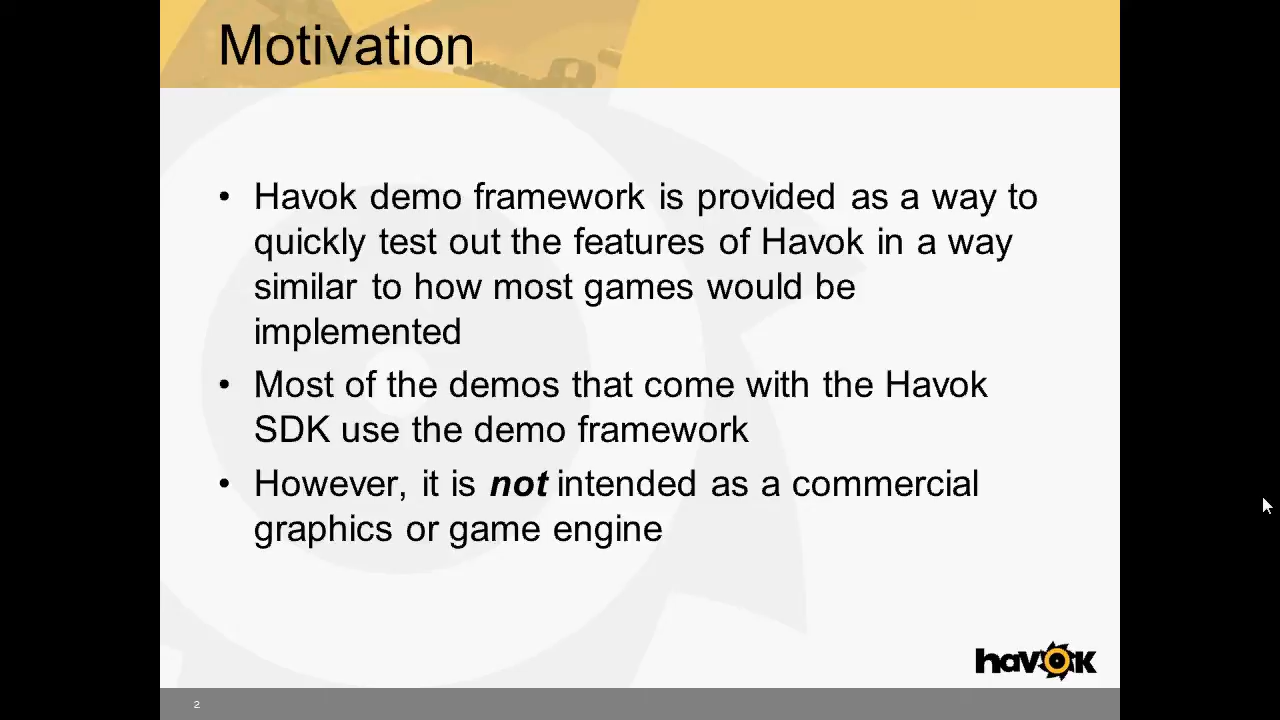 Motivation
• Havok demo framework is provided as a way to
quickly test out the features of Havok in a way
similar to how most games would be
implemented
• Most of the demos that come with the Havok
SDK use the demo framework
• However, it is not intended as a commercial
graphics or game engine
havok
2